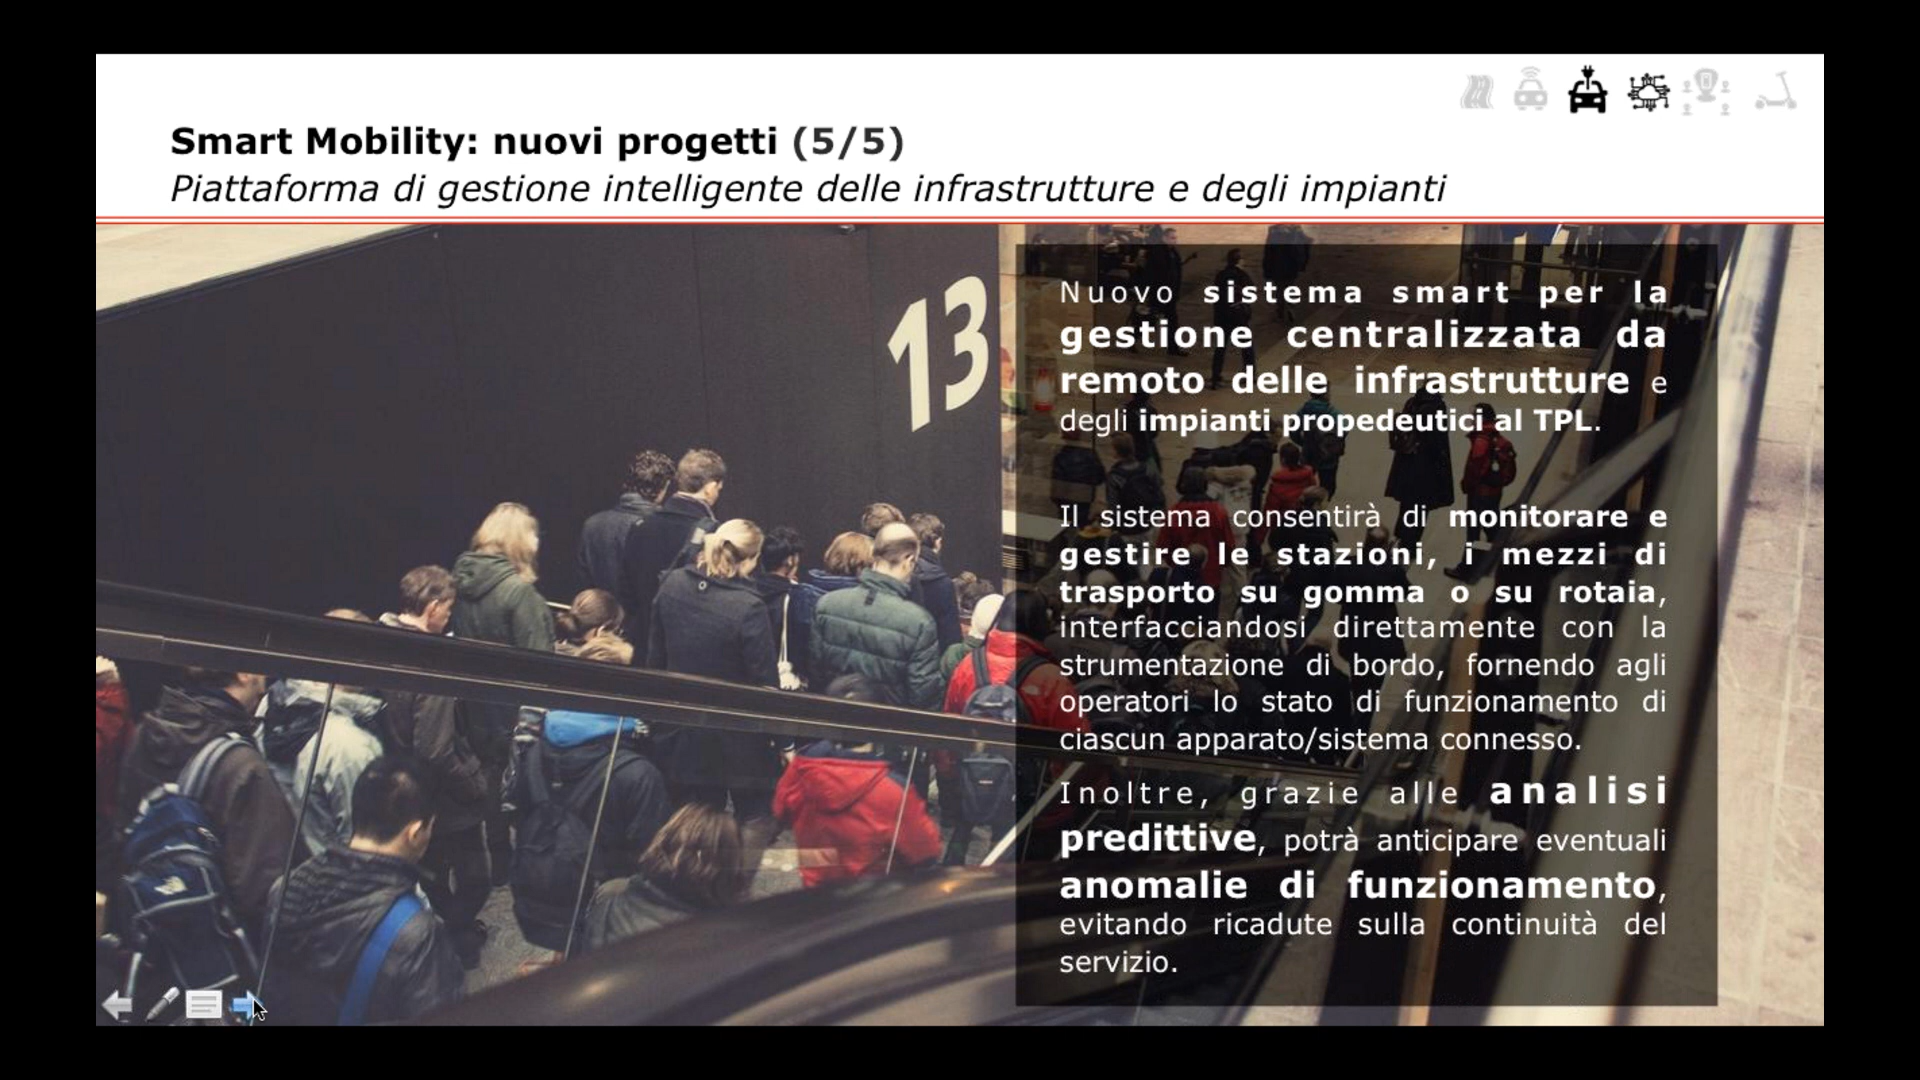 Smart Mobility: nuovi progetti (5/5)
Piattaforma di gestione intelligente delle infrastrutture e degli impianti
13
Nuovo sistema smart per la
gestione centralizzata da
remoto delle infrastrutture e
degli impianti propedeutici al TPL.
Il sistema consentirà di monitorare e
gestire le stazioni, i mezzi di
trasporto su gomma o su rotaia,
interfacciandosi direttamente con la
strumentazione di bordo, fornendo agli
operatori lo stato di funzionamento di
ciascun apparato/sistema connesso.
Inoltre, grazie alle analisi
predittive, potrà anticipare eventuali
anomalie di funzionamento,
evitando ricadute sulla continuità del
servizio.